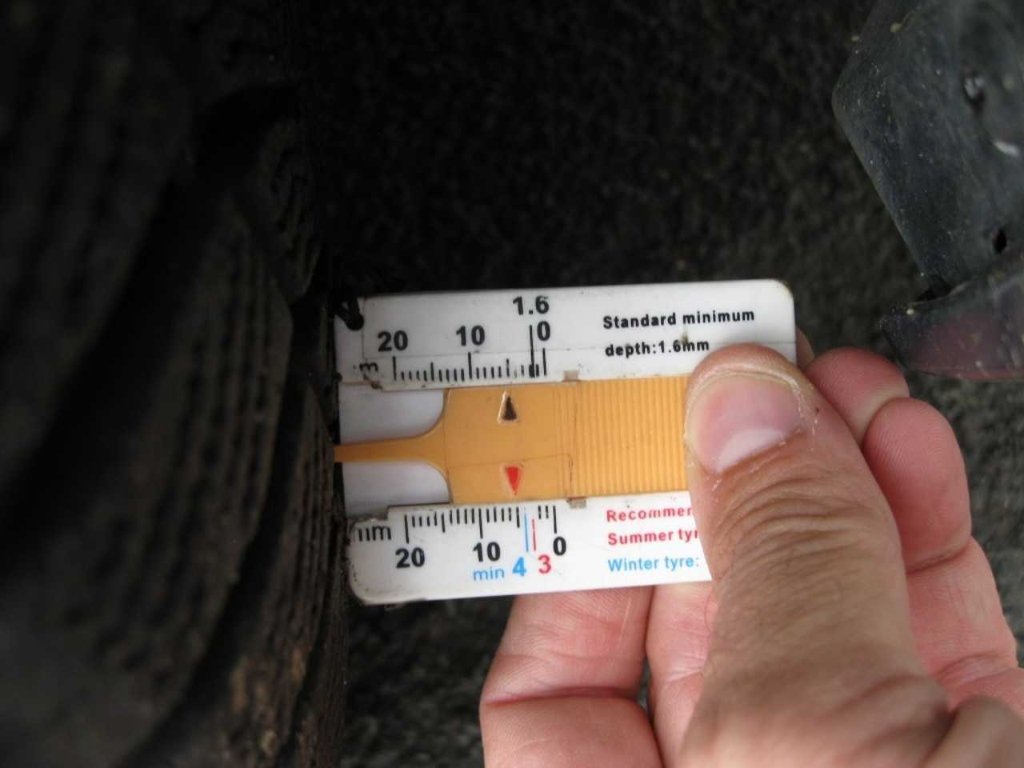 1.6
20 10 0
Standard minimum
depth:1.6mm
20 10 0
min 4 3
Recommen
Summer tyr
Winter tyre: